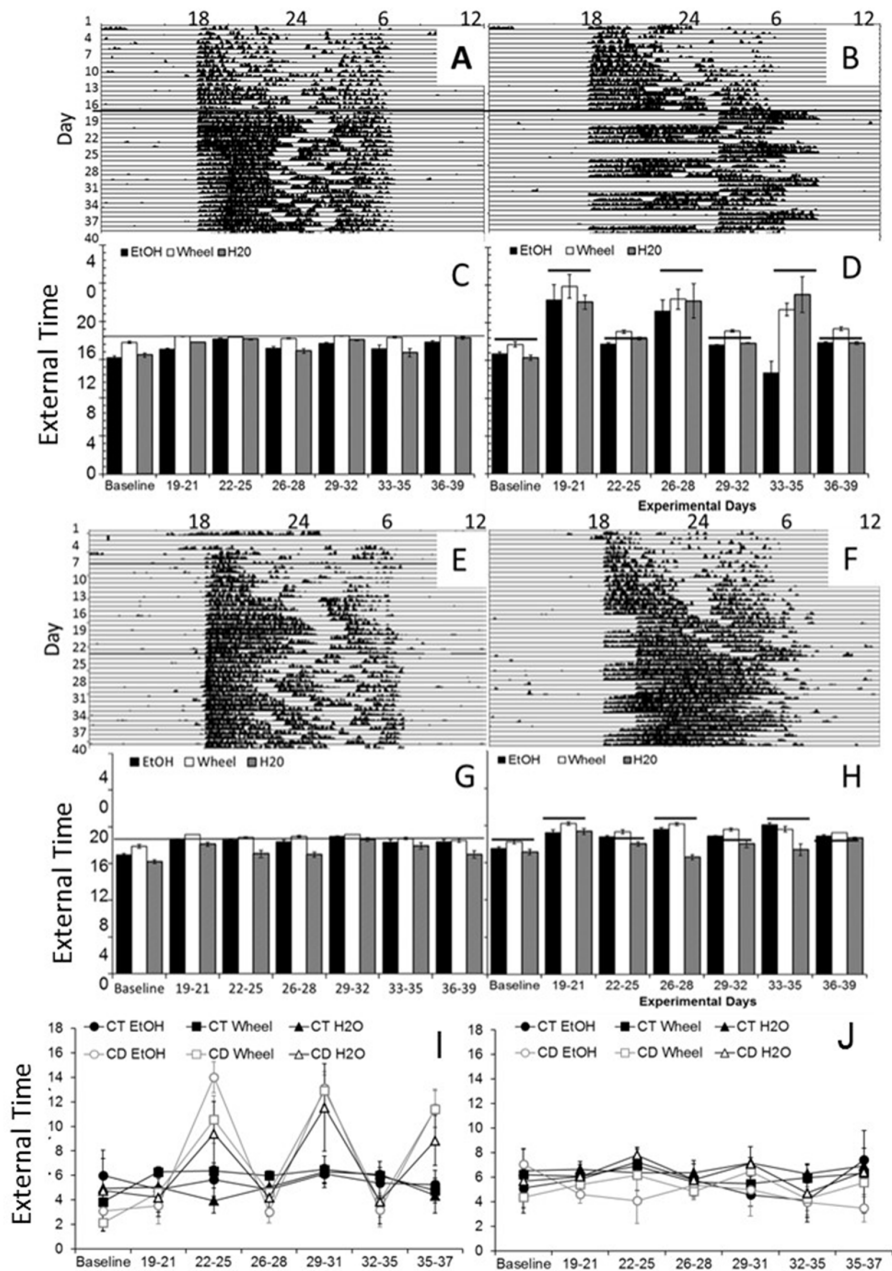 18 24 6 12 18 24 6 12
1
4
7
10
13
16
19
22
25
28
31
34
37
40
Day
A
B
EtOH Wheel H20
EtOH Wheel H20
C
D
External Time
4
0
20
16
12
8
4
0
Baseline 19-21 22-25 26-28 29-32 33-35 36-39
Baseline 19-21 22-25 26-28 29-32 33-35 36-39
Experimental Days
18 24 6 12 18 24 6 12
1
4
7
10
13
16
19
22
25
28
31
34
37
40
Day
E
F
EtOH Wheel H20
EtOH Wheel H20
G
H
External Time
4
0
20
16
12
8
4
0
Baseline 19-21 22-25 26-28 29-32 33-35 36-39
Baseline 19-21 22-25 26-28 29-32 33-35 36-39
Experimental Days
CT EtOH CT Wheel CT H2O
CD EtOH CD Wheel CD H2O
I
External Time
18
16
14
12
10
8
6
4
2
0
Baseline 19-21 22-25 26-28 29-31 32-35 35-37
CT EtOH CT Wheel CT H2O
CD EtOH CD Wheel CD H2O
J
18
16
14
12
10
8
6
4
2
0
Baseline 19-21 22-25 26-28 29-31 32-35 35-37